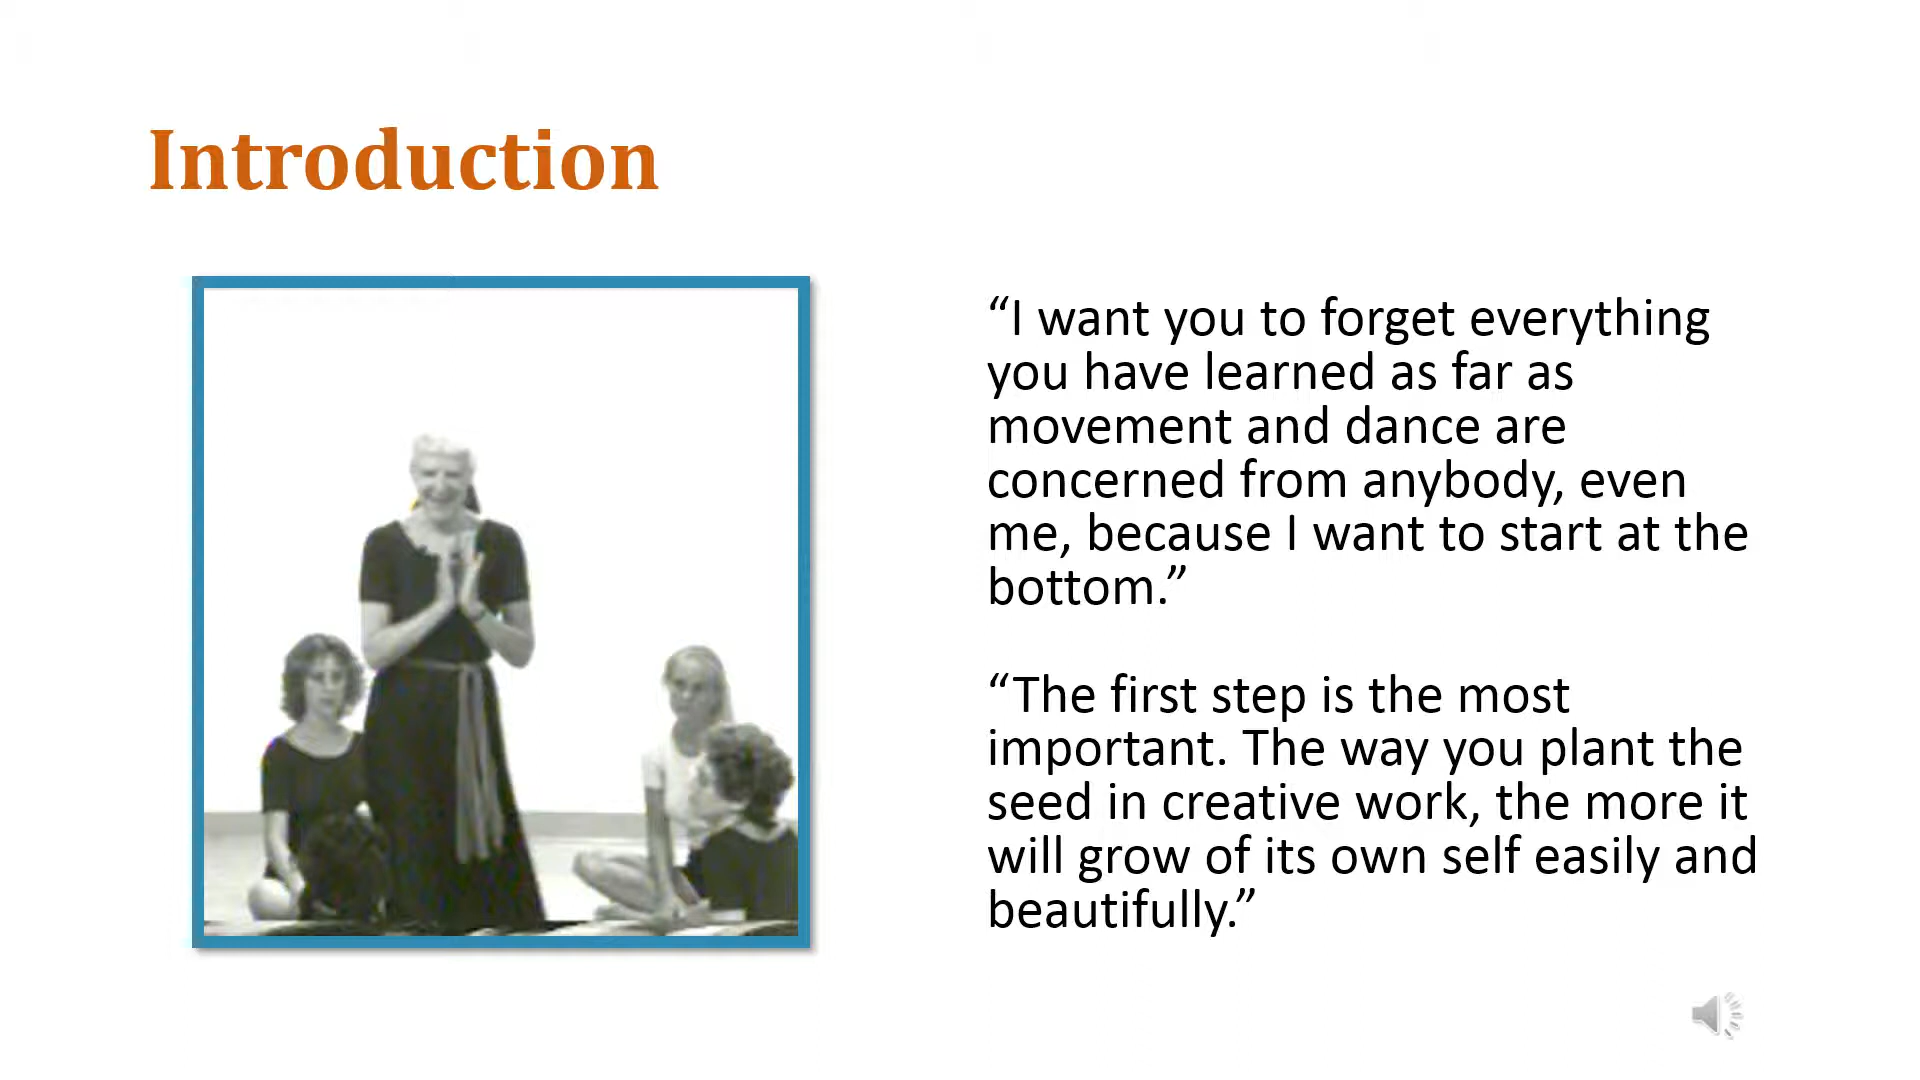 Introduction
“I want you to forget everything
you have learned as far as
movement and dance are
concerned from anybody, even
me, because I want to start at the
bottom.”
“The first step is the most
important. The way you plant the
seed in creative work, the more it
will grow of its own self easily and
beautifully.”